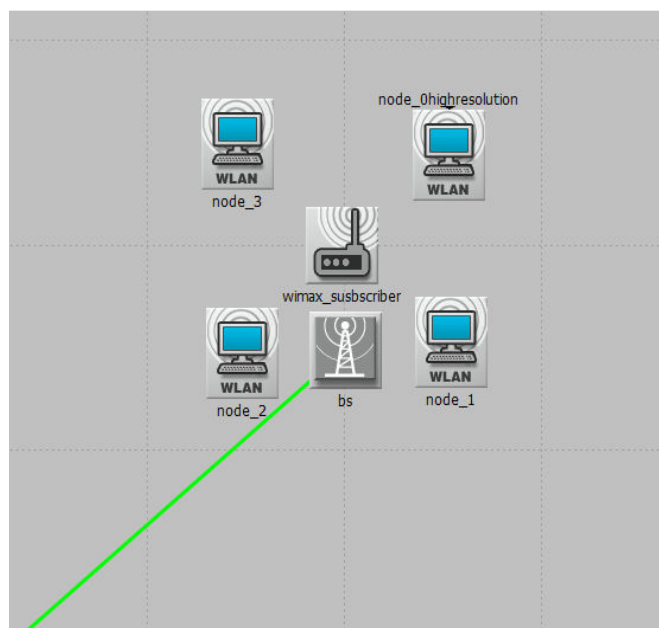 node_0highresolution
WLAN
node_3
WLAN
wimax_susbscriber
WLAN
node_2
bs
WLAN
node_1